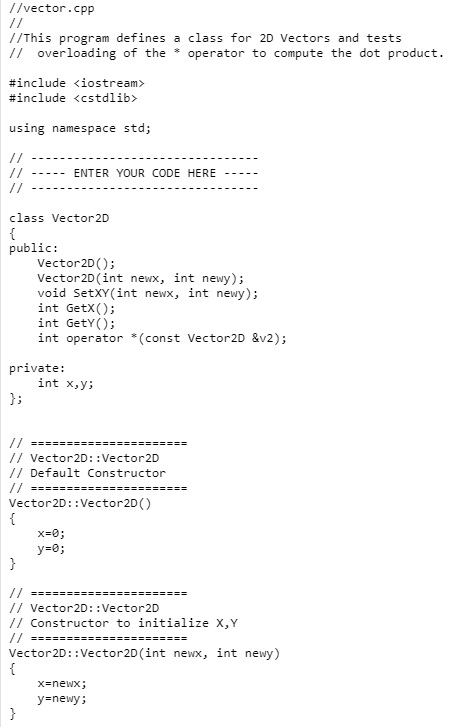 //vector.cpp
//
//This program defines a class for 2D Vectors and tests
//  overloading of the * operator to compute the dot product.

#include <iostream>
#include <cstdlib>

using namespace std;

// --------------------------------
// ----- ENTER YOUR CODE HERE -----
// --------------------------------

class Vector2D
{
public:
    Vector2D();
    Vector2D(int newx, int newy);
    void SetXY(int newx, int newy);
    int GetX();
    int GetY();
    int operator *(const Vector2D &v2);

private:
    int x,y;
};


// ======================
// Vector2D::Vector2D
// Default Constructor
// ======================
Vector2D::Vector2D()
{
    x=0;
    y=0;
}

// ======================
// Vector2D::Vector2D
// Constructor to initialize X,Y
// ======================
Vector2D::Vector2D(int newx, int newy)
{
    x=newx;
    y=newy;
}